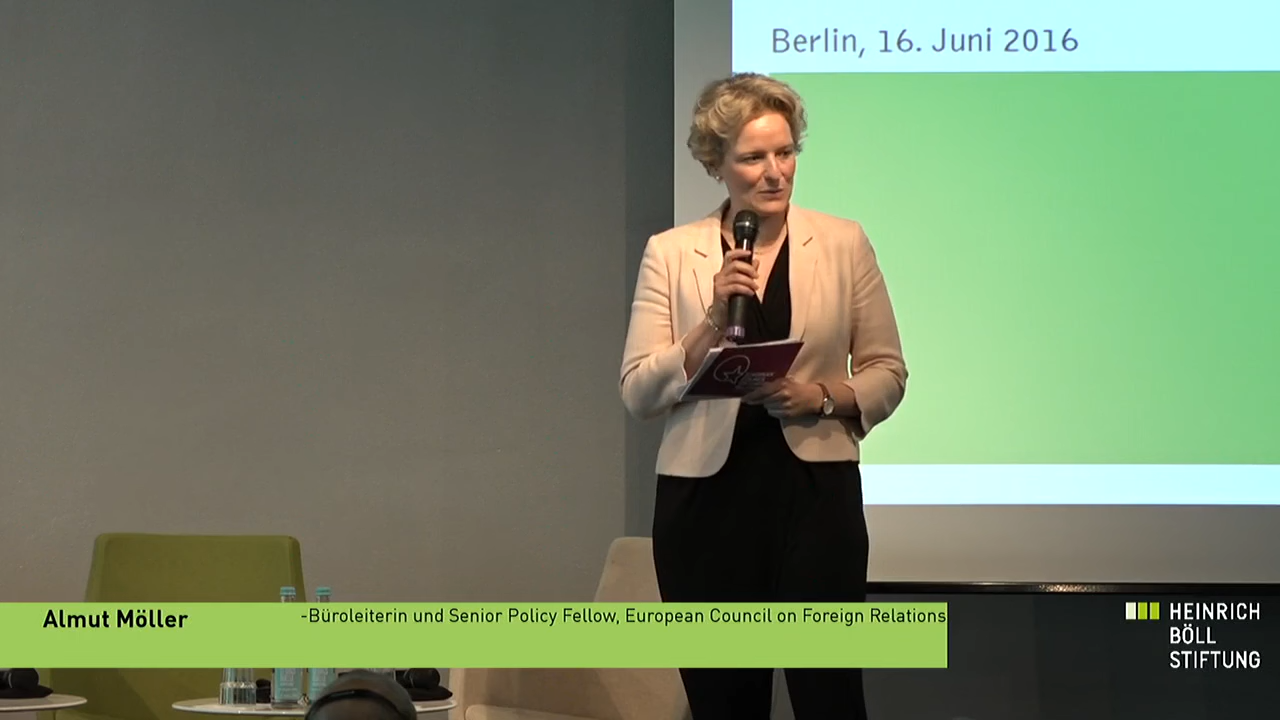 Berlin, 16. Juni 2016
Almut Möller
-Büroleiterin und Senior Policy Fellow, European Council on Foreign Relations
HEINRICH
BÖLL
STIFTUNG